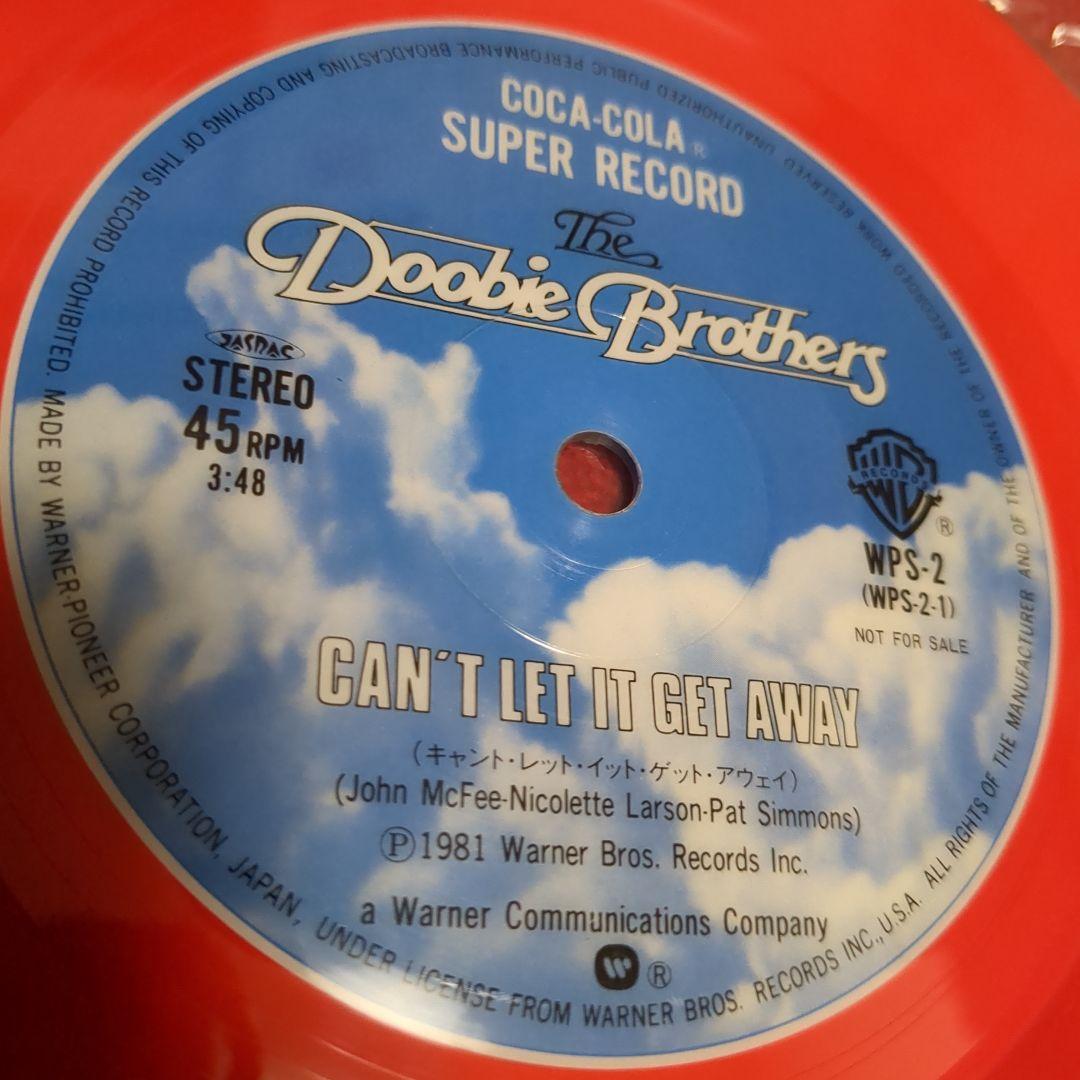 COCA-COLA ®
SUPER RECORD
The
Doobie Brothers
JASRAC
STEREO
45 RPM
3:48
RECORDS
®
WPS-2
(WPS-2-1)
NOT FOR SALE
CAN'T LET IT GET AWAY
(キャント・レット・イット・ゲット・アウェイ)
(John McFee-Nicolette Larson-Pat Simmons)
Ⓟ1981 Warner Bros. Records Inc.
a Warner Communications Company
®
MADE BY WARNER-PIONEER CORPORATION, JAPAN, UNDER LICENSE FROM WARNER BROS. RECORDS INC., U.S.A. ALL RIGHTS OF THE MANUFACTURER AND OF THE OWNER OF THE RECORDED WORK RESERVED UNAUTHORIZED PUBLIC PERFORMANCE BROADCASTING AND COPYING OF THIS RECORD PROHIBITED.